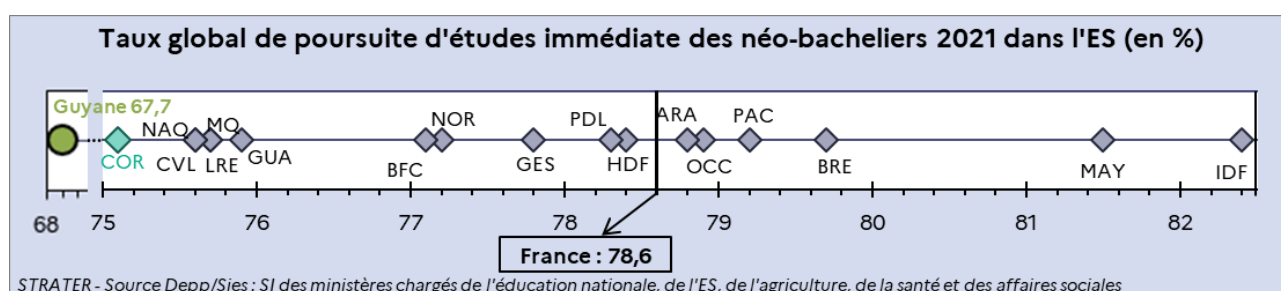 Taux global de poursuite d'études immédiate des néo-bacheliers 2021 dans l'ES (en %)
Guyane 67,7
NAQ MQ NOR PDL ARA PAC
COR CVL LRE GUA BFC GES HDF OCC BRE MAY IDF
68 75 76 77 78 79 80 81 82
France : 78,6
STRATER - Source Depp/Sies : SI des ministères chargés de l'éducation nationale, de l'ES, de l'agriculture, de la santé et des affaires sociales